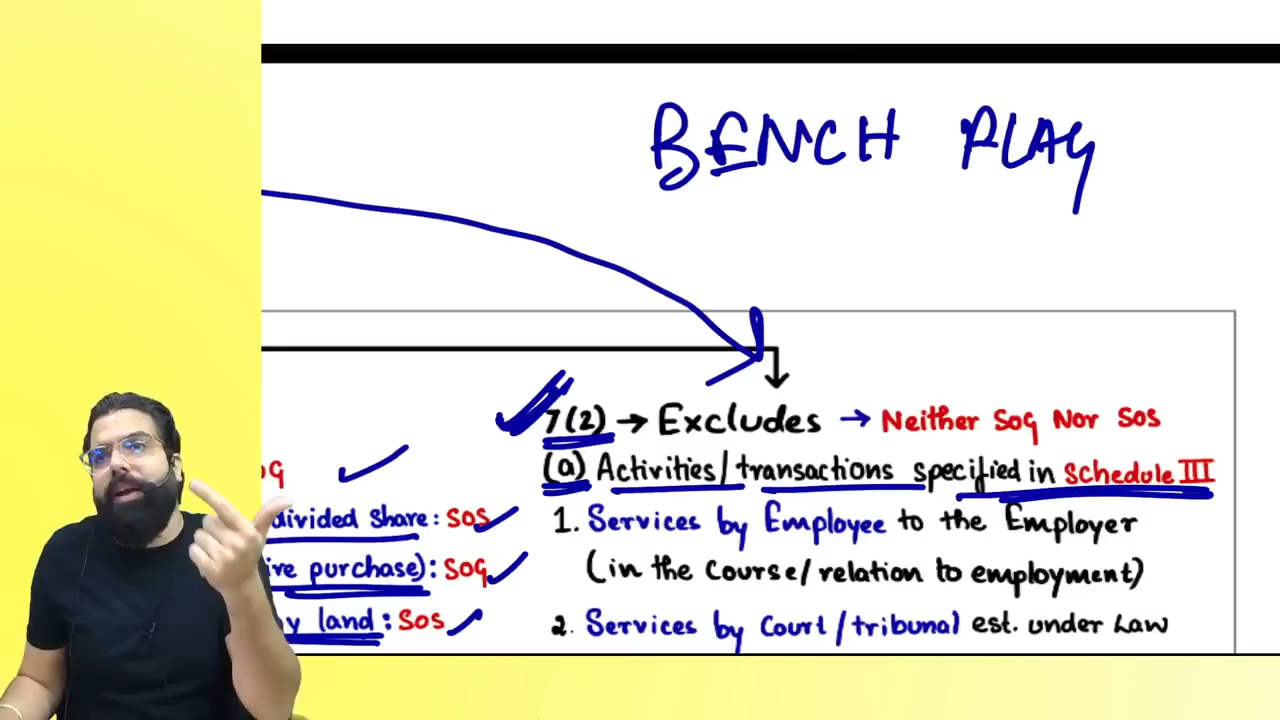 BENCH PLAY
7(2) → Excludes → Neither SOG Nor SOS
(a) Activities/transactions specified in Schedule III
OG
divided Share: SOS
1. Services by Employee to the Employer
ire purchase): SOG
(in the Course/relation to employment)
land: SOS
2. Services by Court/tribunal est. under Law